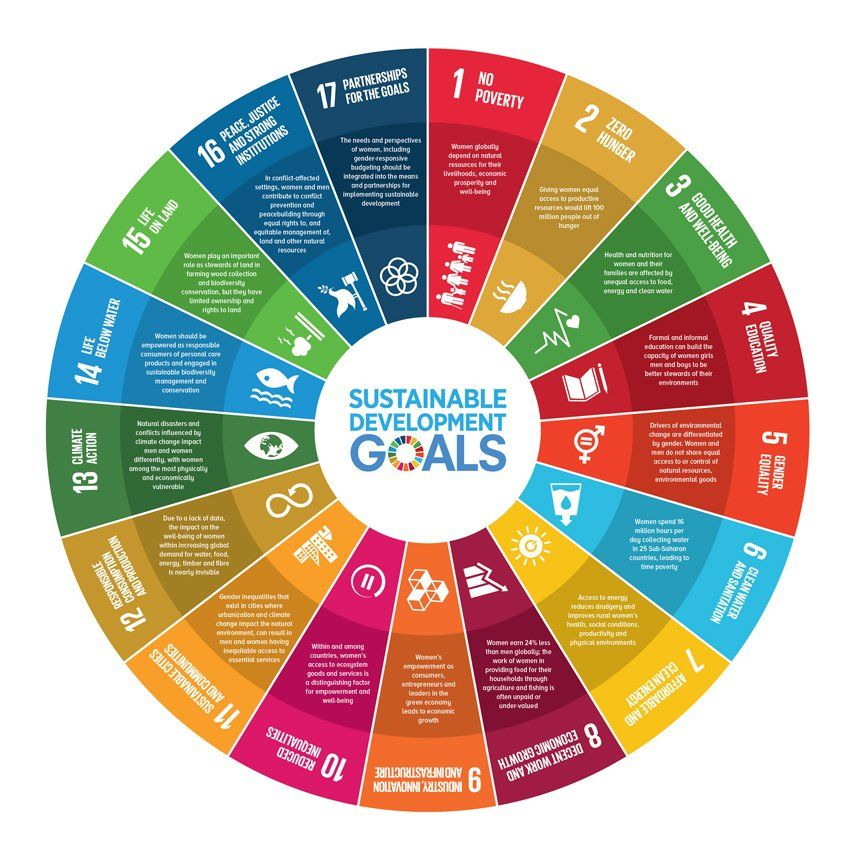 SUSTAINABLE
DEVELOPMENT
GOALS
1 NO
POVERTY
Women globally
depend on natural
resources for their
livelihoods, economic
prosperity and
well-being
2 ZERO
HUNGER
Giving women equal
access to productive
resources would lift 100
million people out of
hunger
3 GOOD HEALTH
AND WELL-BEING
Health and nutrition for
women and their
families are affected by
unequal access to food,
energy and clean water
4 QUALITY
EDUCATION
Formal and informal
education can build the
capacity of women girls
men and boys to be
better stewards of their
environments
5 GENDER
EQUALITY
Drivers of environmental
change are differentiated
by gender. Women and
men do not share equal
access to or control of
natural resources,
environmental goods
6 CLEAN WATER
AND SANITATION
Women spend 16
million hours per
day collecting water
in 25 Sub-Saharan
countries, leading to
time poverty
7 AFFORDABLE AND
CLEAN ENERGY
Access to energy
reduces drudgery and
improves rural women's
health, social conditions,
productivity and
physical environments
8 DECENT WORK AND
ECONOMIC GROWTH
Women earn 24% less
than men globally; the
work of women in
providing food for their
households through
agriculture and fishing is
often unpaid or
under-valued
9 INDUSTRY, INNOVATION
AND INFRASTRUCTURE
Women's
empowerment as
consumers,
entrepreneurs and
leaders in the
green economy
leads to economic
growth
10 REDUCED
INEQUALITIES
Within and among
countries, women's
access to ecosystem
goods and services is
a distinguishing factor
for empowerment and
well-being
11 SUSTAINABLE CITIES
AND COMMUNITIES
Gender inequalities that
exist in cities where
urbanization and climate
change impact the natural
environment, can result in
men and women having
inequitable access to
essential services
12 RESPONSIBLE
CONSUMPTION
AND PRODUCTION
Due to a lack of data,
the impact on the
well-being of women
within increasing global
demand for water, food,
energy, timber and fibre
is nearly invisible
13 CLIMATE
ACTION
Natural disasters and
conflicts influenced by
climate change impact
men and women
differently, with women
among the most physically
and economically
vulnerable
14 LIFE
BELOW WATER
Women should be
empowered as responsible
consumers of personal care
products and engaged in
sustainable biodiversity
management and
conservation
15 LIFE
ON LAND
Women play an important
role as stewards of land in
farming wood collection
and biodiversity
conservation, but they have
limited ownership and
rights to land
16 PEACE, JUSTICE
AND STRONG
INSTITUTIONS
In conflict-affected
settings, women and men
contribute to conflict
prevention and
peacebuilding through
equal rights to, and
equitable management of,
land and other natural
resources
17 PARTNERSHIPS
FOR THE GOALS
The needs and perspectives
of women, including
gender-responsive
budgeting should be
integrated into the means
and partnerships for
implementing sustainable
development